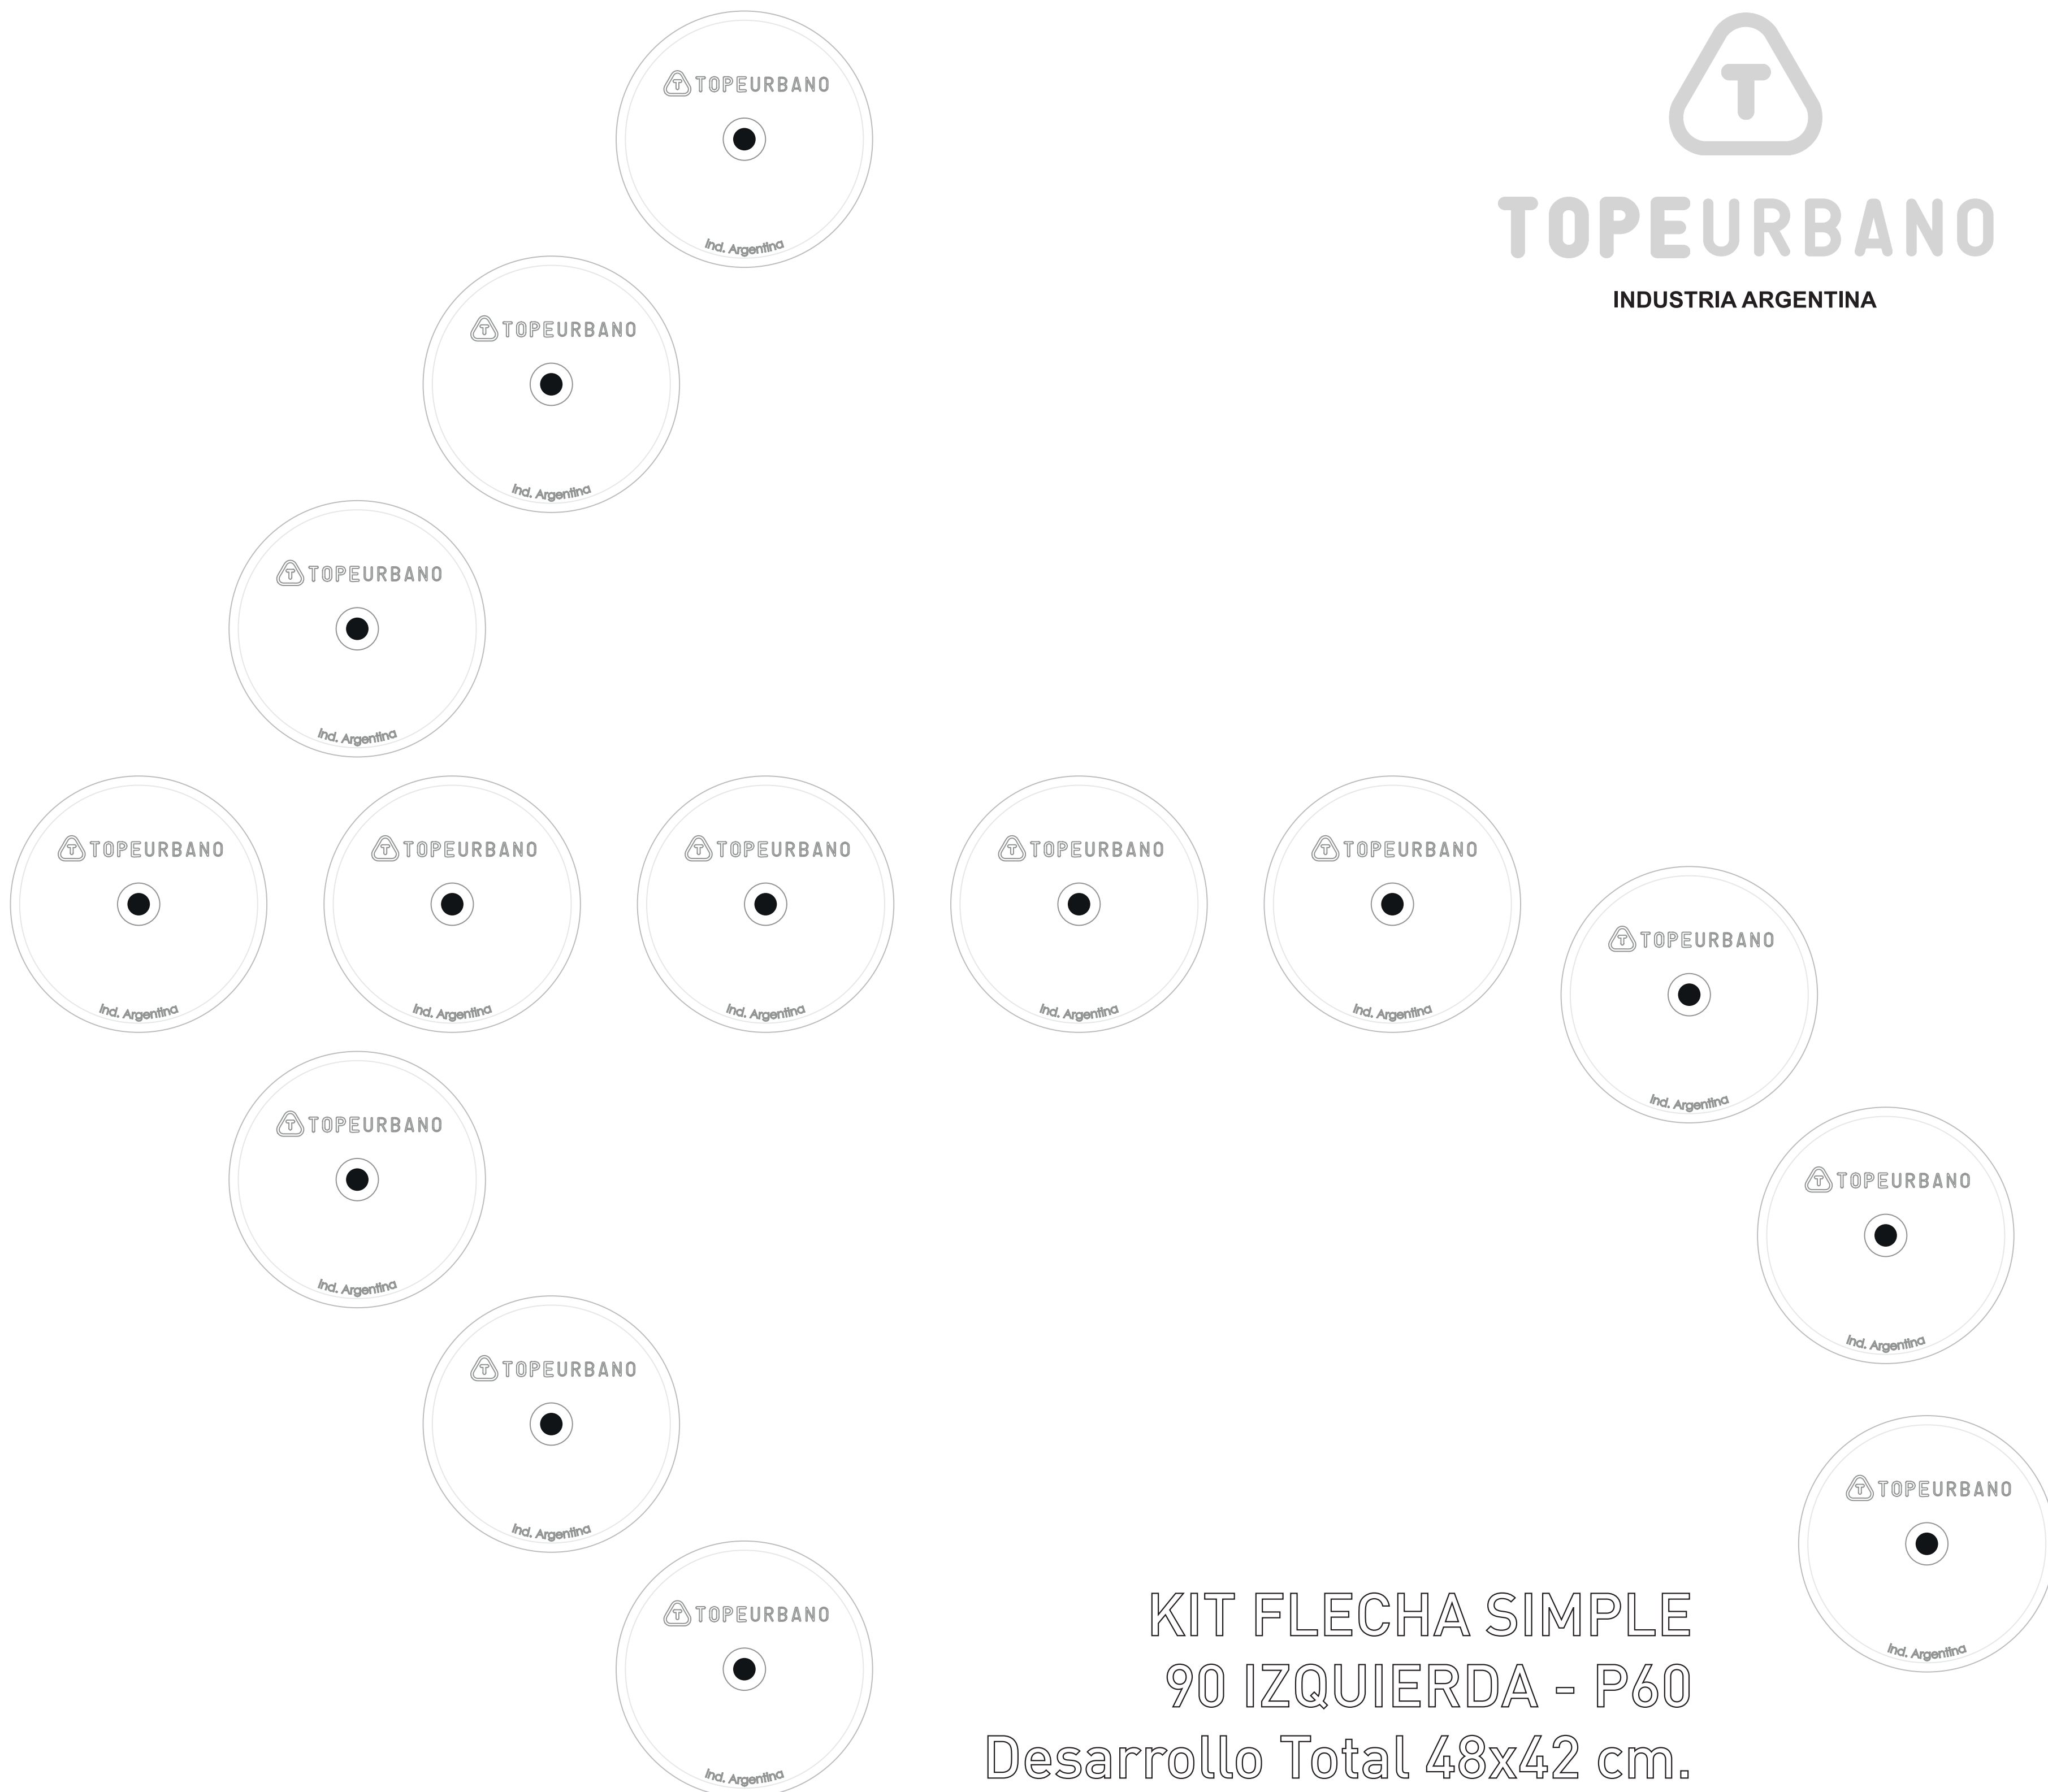 TOPEURBANO
Ind. Argentina
T
TOPEURBANO
INDUSTRIA ARGENTINA
TOPEURBANO
Ind. Argentina
TOPEURBANO
Ind. Argentina
TOPEURBANO
Ind. Argentina
TOPEURBANO
Ind. Argentina
TOPEURBANO
Ind. Argentina
TOPEURBANO
Ind. Argentina
TOPEURBANO
Ind. Argentina
TOPEURBANO
Ind. Argentina
TOPEURBANO
Ind. Argentina
TOPEURBANO
Ind. Argentina
TOPEURBANO
Ind. Argentina
TOPEURBANO
Ind. Argentina
TOPEURBANO
Ind. Argentina
KIT FLECHA SIMPLE
90 IZQUIERDA - P60
Desarrollo Total 48x42 cm.